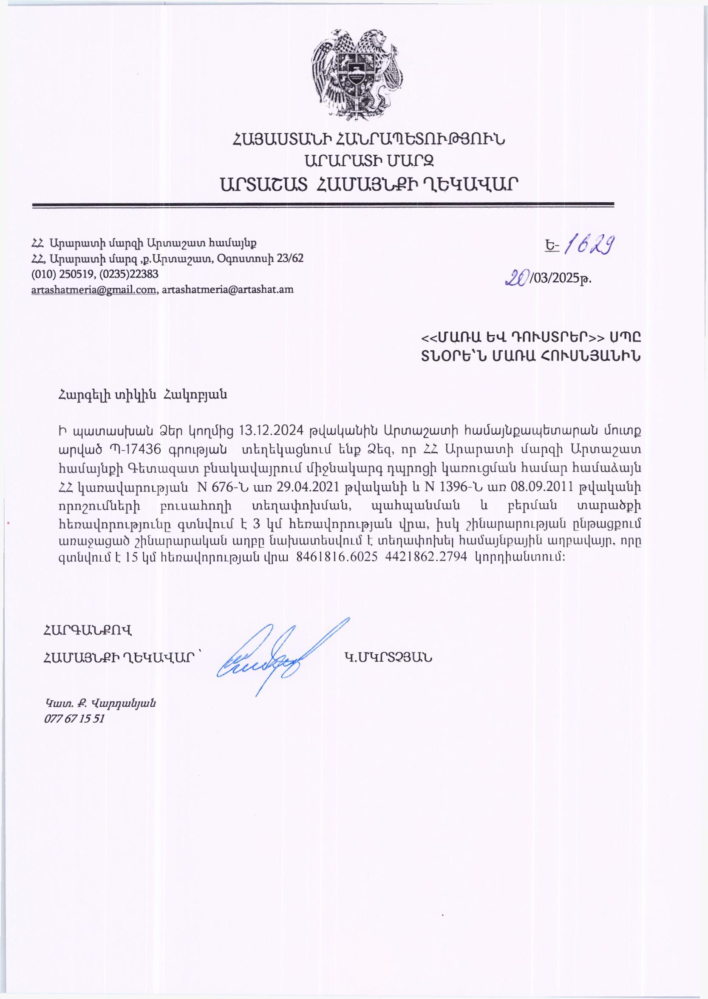 ՀԱՅԱՍՏԱՆԻ ՀԱՆՐԱՊԵՏՈՒԹՅՈՒՆ
ԱՐԱՐԱՏԻ ՄԱՐԶ
ԱՐՏԱՇԱՏ ՀԱՄԱՅՆՔԻ ՂԵԿԱՎԱՐ
ՀՀ Արարատի մարզի Արտաշատ համայնք
ՀՀ, Արարատի մարզ ,ք.Արտաշատ, Օգոստոսի 23/62
(010) 250519, (0235)22383
artashatmeria@gmail.com, artashatmeria@artashat.am
Ե- 1629
20/03/2025թ.
<<ՄԱՌԱ ԵՎ ԴՈՒՍՏՐԵՐ>> ՍՊԸ
ՏՆՕՐԵ՝Ն ՄԱՌԱ ՀՈՒՍՆՅԱՆԻՆ
Հարգելի տիկին Հակոբյան
Ի պատասխան Ձեր կողմից 13.12.2024 թվականին Արտաշատի համայնքապետարան մուտք
արված Պ-17436 գրության տեղեկացնում ենք Ձեզ, որ ՀՀ Արարատի մարզի Արտաշատ
համայնքի Գետազատ բնակավայրում միջնակարգ դպրոցի կառուցման համար համաձայն
ՀՀ կառավարության N 676-Ն առ 29.04.2021 թվականի և N 1396-Ն առ 08.09.2011 թվականի
որոշումների բուսահողի տեղափոխման, պահպանման և բերման տարածքի
հեռավորությունը գտնվում է 3 կմ հեռավորության վրա, իսկ շինարարության ընթացքում
առաջացած շինարարական աղբը նախատեսվում է տեղափոխել համայնքային աղբավայր, որը
գտնվում է 15 կմ հեռավորության վրա 8461816.6025 4421862.2794 կորդիանտում:
ՀԱՐԳԱՆՔՈՎ
ՀԱՄԱՅՆՔԻ ՂԵԿԱՎԱՐ ՝
Կ.ՄԿՐՏՉՅԱՆ
Կատ. Ք. Վարդանյան
077 67 15 51